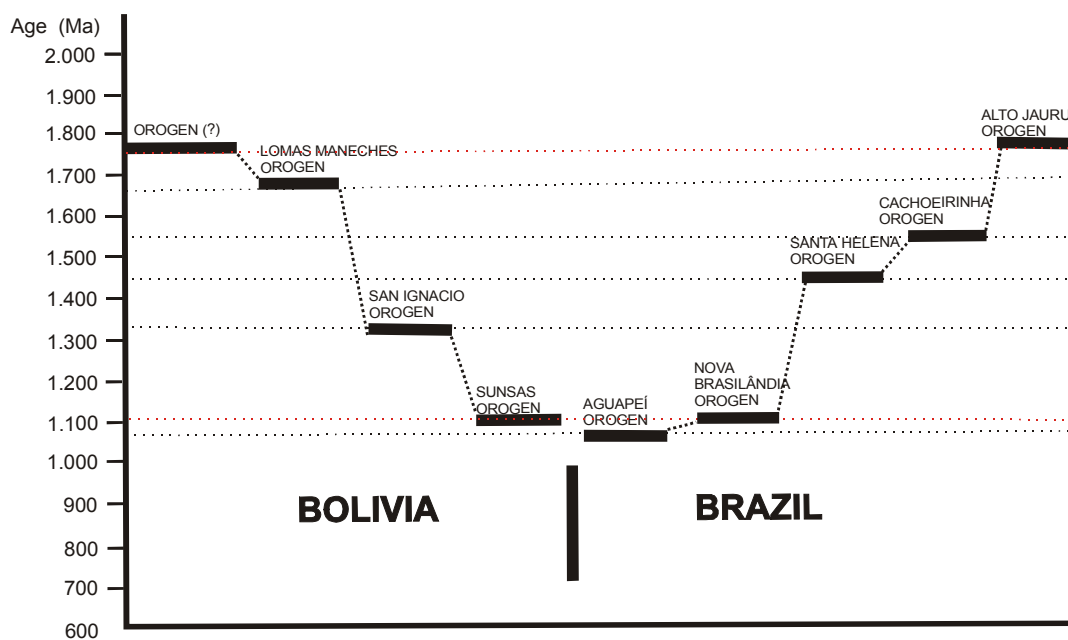 Age (Ma)
2.000
1.900
1.800
1.700
1.600
1.500
1.400
1.300
1.200
1.100
1.000
900
800
700
600
OROGEN (?)
LOMAS MANECHES
OROGEN
SAN IGNACIO
OROGEN
SUNSAS
OROGEN
AGUAPEÍ
OROGEN
NOVA
BRASILÂNDIA
OROGEN
SANTA HELENA
OROGEN
CACHOEIRINHA
OROGEN
ALTO JAURU
OROGEN
BOLIVIA
BRAZIL